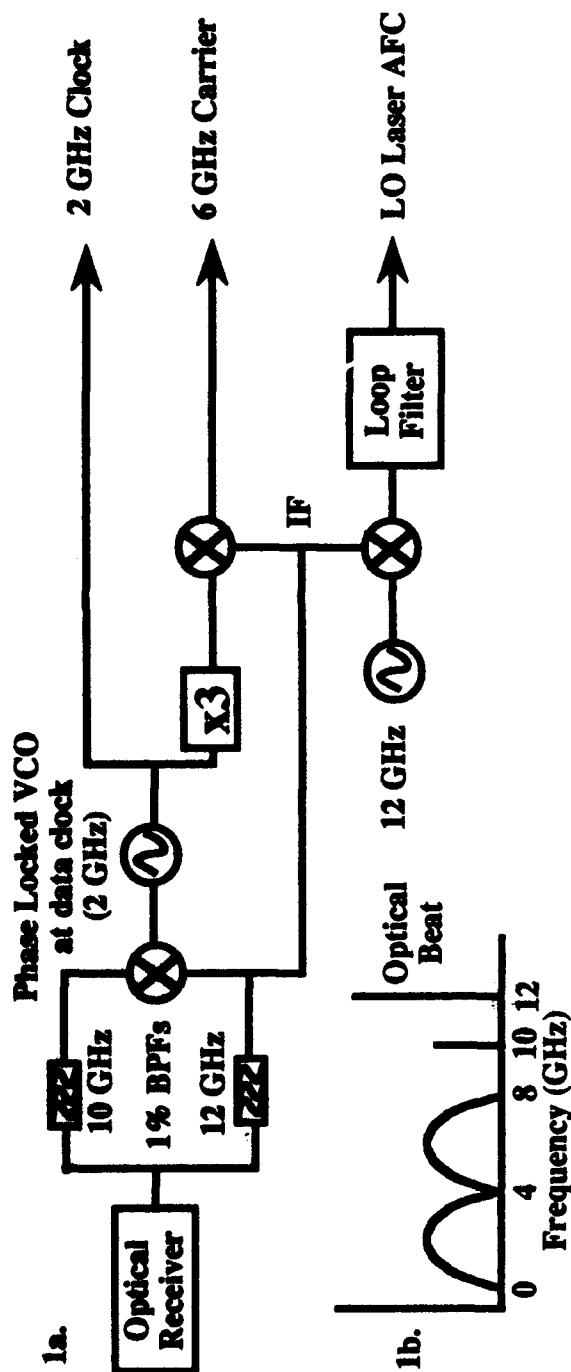 1a.
Optical
Receiver
10 GHz
1% BPFs
12 GHz
Phase Locked VCO
at data clock
(2 GHz)
x3
2 GHz Clock
6 GHz Carrier
IF
12 GHz
Loop
Filter
LO Laser AFC
1b.
Optical
Beat
0
4
8
10
12
Frequency (GHz)